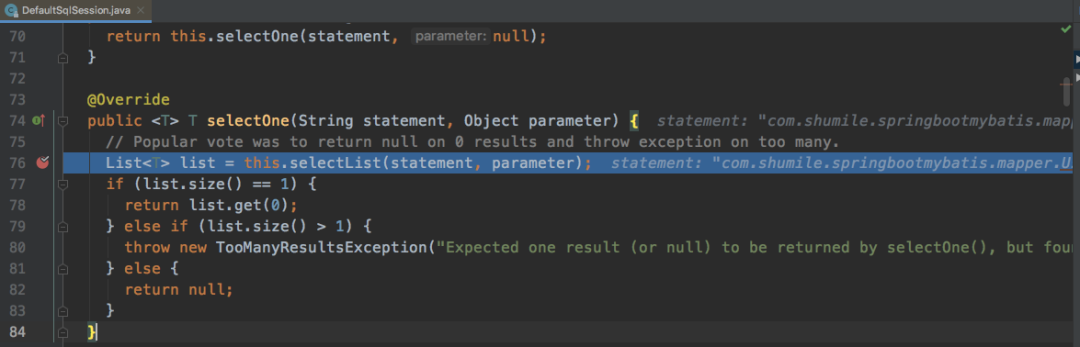 DefaultSqlSession.java
70 return this.selectOne(statement, parameter: null);
71 }
72
73 @Override
74 public <T> T selectOne(String statement, Object parameter) { statement: "com.shumile.springbootmybatis.mapp
75 // Popular vote was to return null on 0 results and throw exception on too many.
76 List<T> list = this.selectList(statement, parameter); statement: "com.shumile.springbootmybatis.mapper.U
77 if (list.size() == 1) {
78 return list.get(0);
79 } else if (list.size() > 1) {
80 throw new TooManyResultsException("Expected one result (or null) to be returned by selectOne(), but fou
81 } else {
82 return null;
83 }
84 }